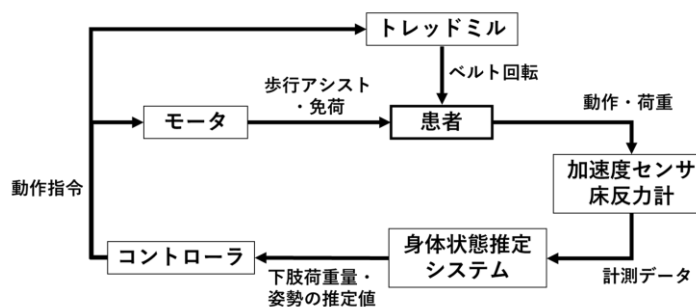 トレッドミル
ベルト回転
歩行アシスト
・免荷
動作・荷重
モータ
患者
加速度センサ
床反力計
動作指令
コントローラ
身体状態推定
システム
下肢荷重量・
姿勢の推定値
計測データ